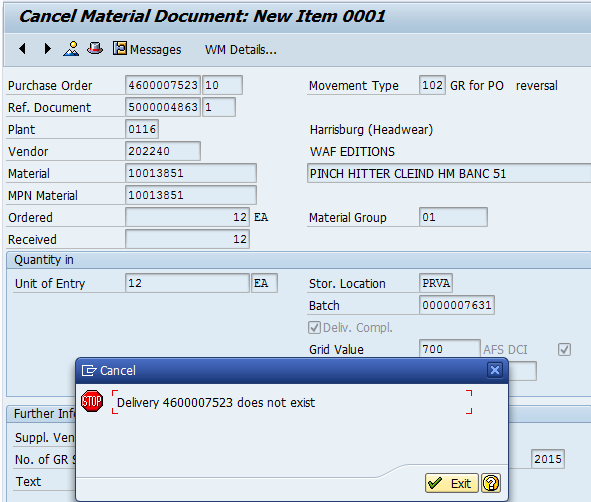 Cancel Material Document: New Item 0001
Messages WM Details...
Purchase Order 4600007523 10 Movement Type 102 GR for PO reversal
Ref. Document 5000004863 1
Plant 0116 Harrisburg (Headwear)
Vendor 202240 WAF EDITIONS
Material 10013851 PINCH HITTER CLEIND HM BANC 51
MPN Material 10013851
Ordered 12 EA Material Group 01
Received 12
Quantity in
Unit of Entry 12 EA Stor. Location PRVA
Batch 0000007631
Deliv. Compl.
Grid Value 700 AFS DCI
Cancel
STOP Delivery 4600007523 does not exist
Further Inf
Suppl. Ven
No. of GR S 2015
Text
Exit